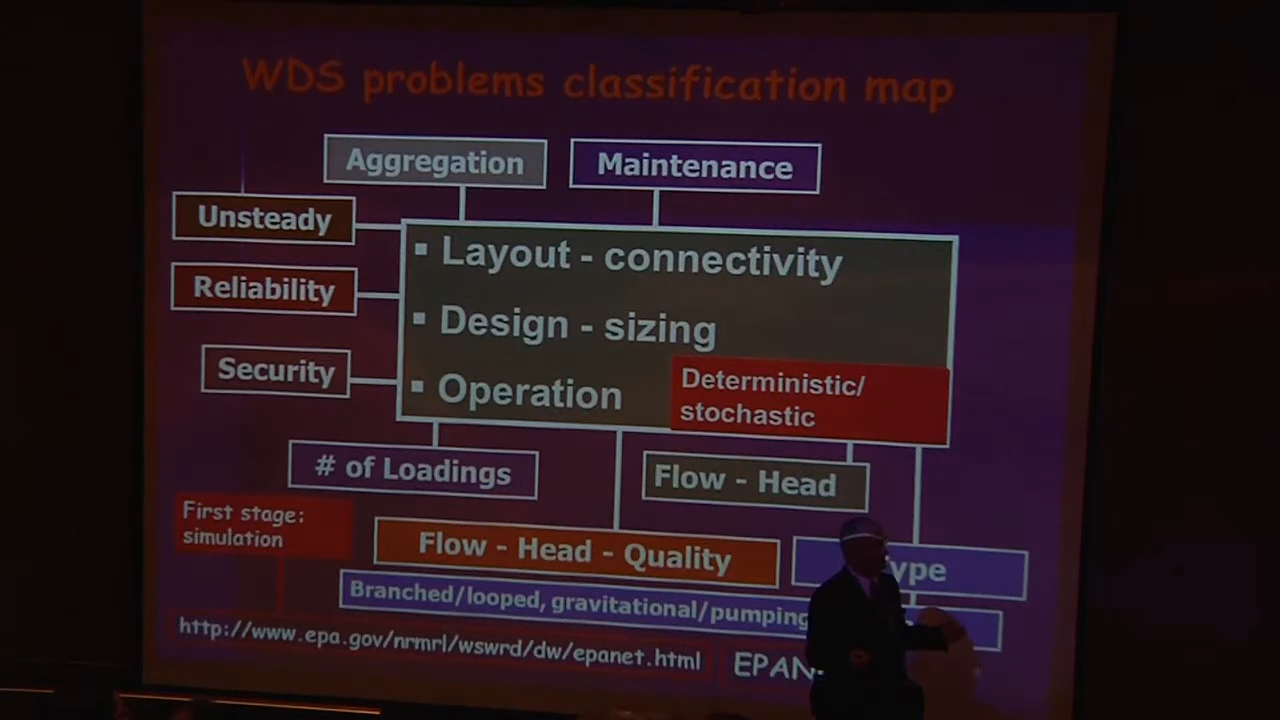 WDS problems classification map
Aggregation
Maintenance
Unsteady
Reliability
Security
▪ Layout - connectivity
▪ Design - sizing
▪ Operation
Deterministic/
stochastic
# of Loadings
Flow - Head
First stage:
simulation
Flow - Head - Quality
Branched/looped, gravitational/pumping
http://www.epa.gov/nrmrl/wswrd/dw/epanet.html